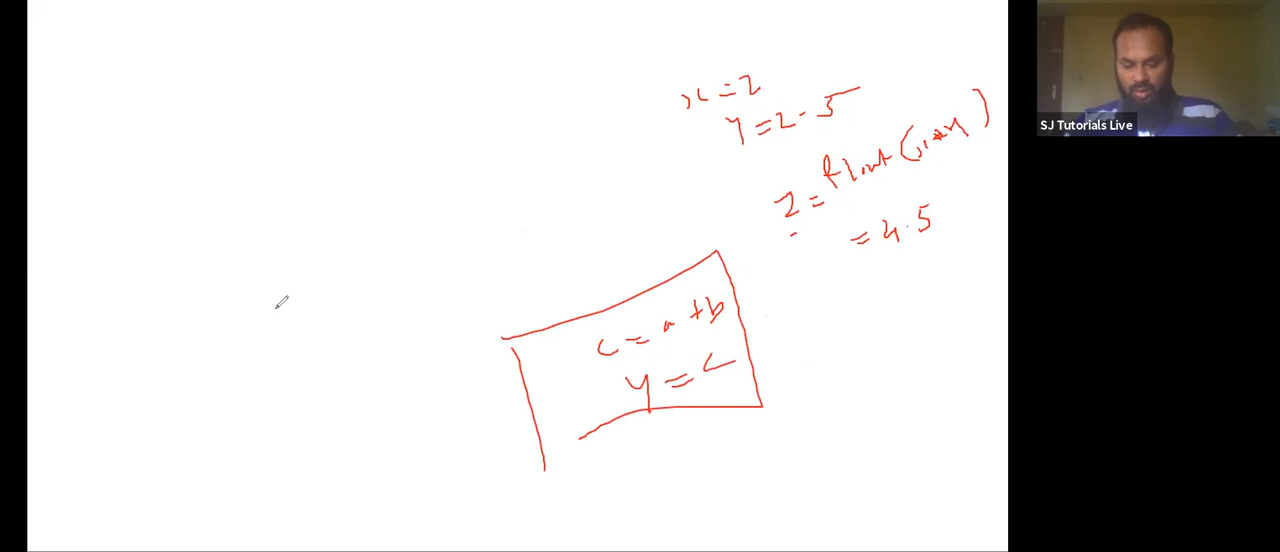 x=2
y=2.5
z=float(x+y)
=4.5
c=a+b
y=c
SJ Tutorials Live